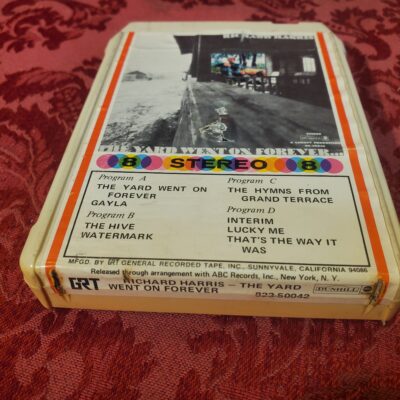 RICHARD HARRIS
THE YARD WENT ON FOREVER...
8 STEREO 8
Program A
THE YARD WENT ON
FOREVER
GAYLA
Program B
THE HIVE
WATERMARK
Program C
THE HYMNS FROM
GRAND TERRACE
Program D
INTERIM
LUCKY ME
THAT'S THE WAY IT
WAS
MFGD. BY GRT GENERAL RECORDED TAPE, INC., SUNNYVALE, CALIFORNIA 94086
Released through arrangement with ABC Records, Inc., New York, N. Y.
GRT RICHARD HARRIS — THE YARD
WENT ON FOREVER
823-50042
DUNHILL